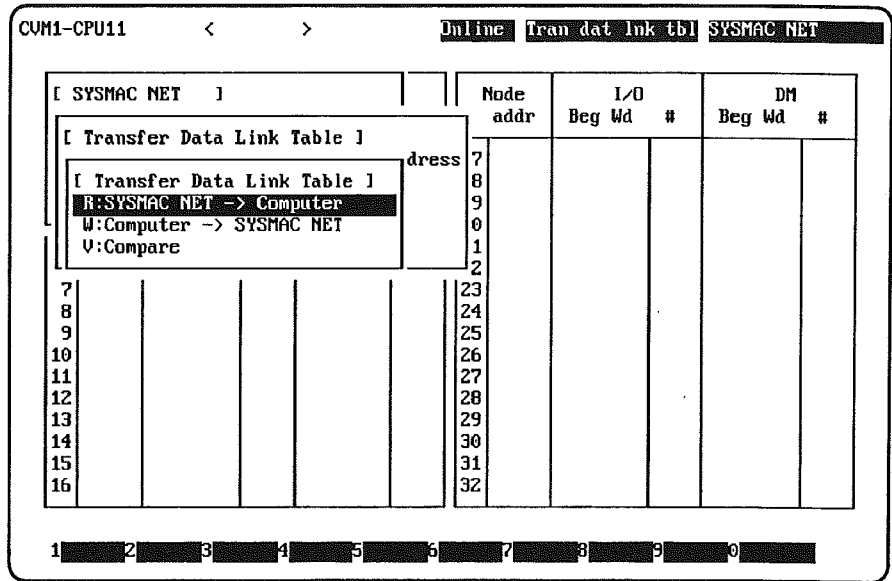 CVM1-CPU11 < > Online Tran dat lnk tbl SYSMAC NET
[ SYSMAC NET ] Node I/O DM
addr Beg Wd # Beg Wd #
[ Transfer Data Link Table ]
dress 7
[ Transfer Data Link Table ] 8
R:SYSMAC NET -> Computer 9
W:Computer -> SYSMAC NET 0
V:Compare 1
2
7 23
8 24
9 25
10 26
11 27
12 28
13 29
14 30
15 31
16 32
1 2 3 4 5 6 7 8 9 0